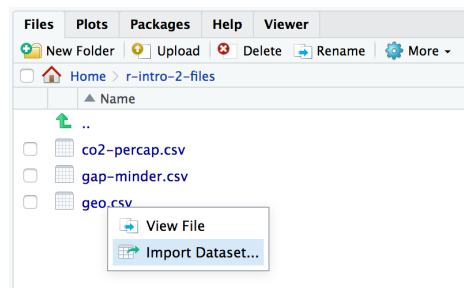 Files Plots Packages Help Viewer
New Folder Upload Delete Rename More
Home > r-intro-2-files
Name
..
co2-percap.csv
gap-minder.csv
geo.csv
View File
Import Dataset...